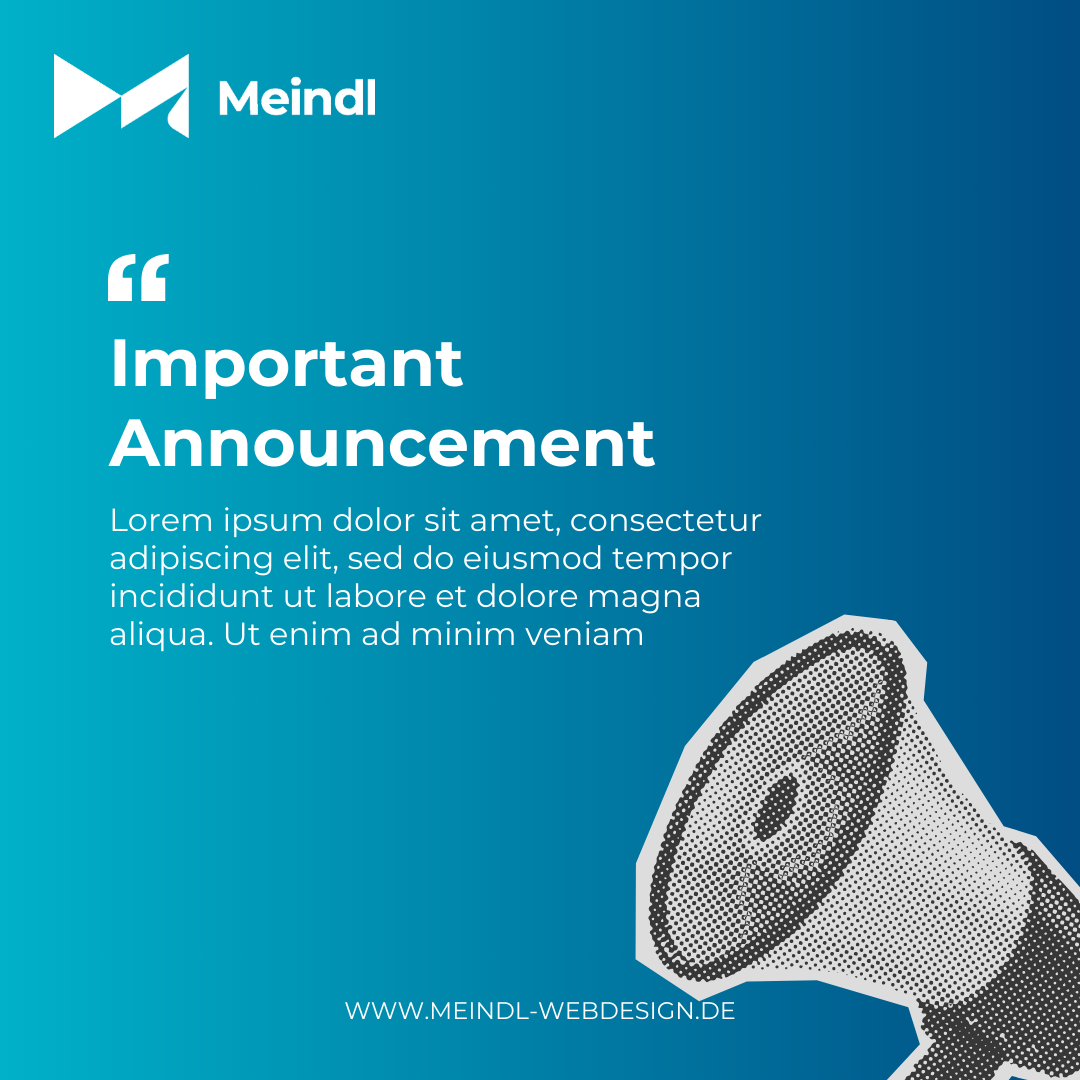 Meindl
“
Important
Announcement
Lorem ipsum dolor sit amet, consectetur
adipiscing elit, sed do eiusmod tempor
incididunt ut labore et dolore magna
aliqua. Ut enim ad minim veniam
WWW.MEINDL-WEBDESIGN.DE